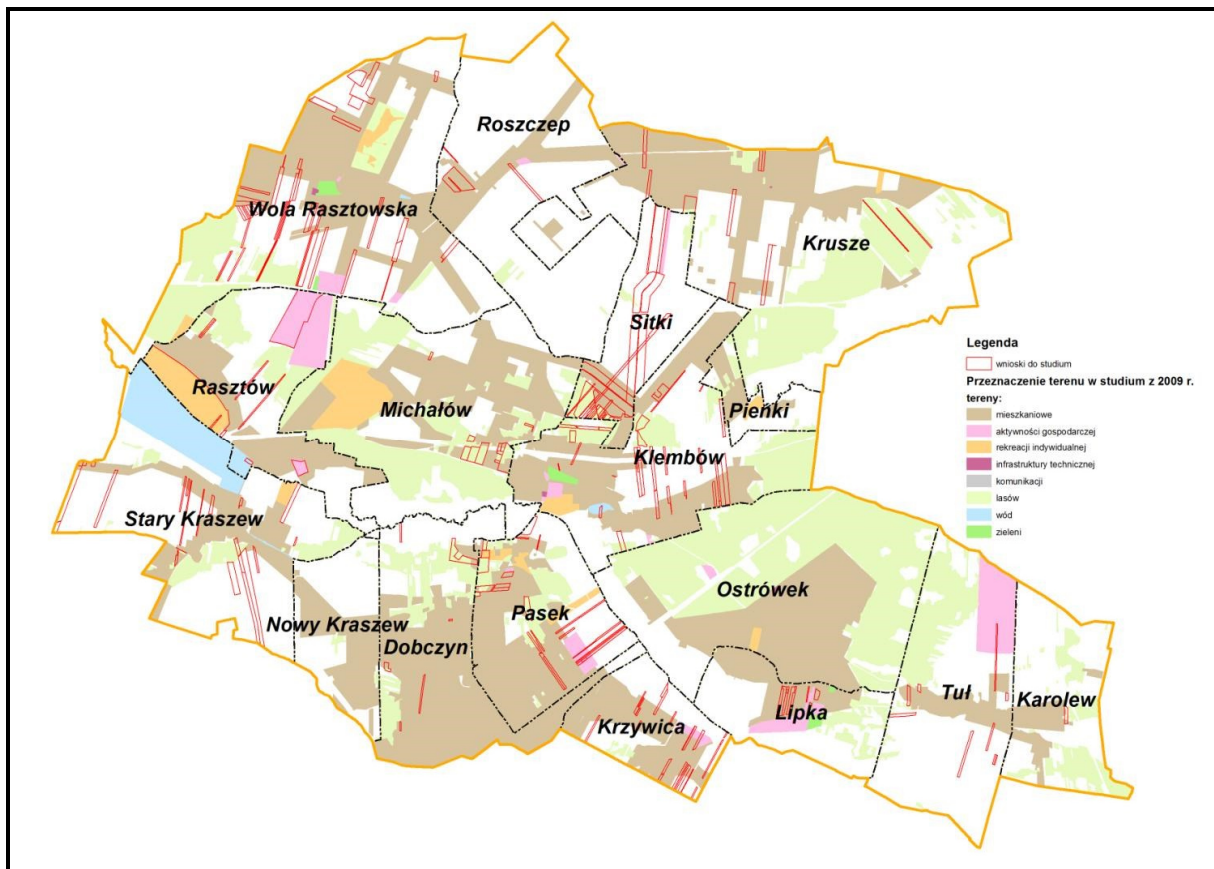 Roszczep
Wola Rasztowska
Krusze
Sitki
Rasztów
Michałów
Pieńki
Klembów
Stary Kraszew
Ostrówek
Nowy Kraszew
Pasek
Dobczyn
Tuł
Karolew
Lipka
Krzywica
Legenda
wnioski do studium
Przeznaczenie terenu w studium z 2009 r.
tereny:
mieszkaniowe
aktywności gospodarczej
rekreacji indywidualnej
infrastruktury technicznej
komunikacji
lasów
wód
zieleni